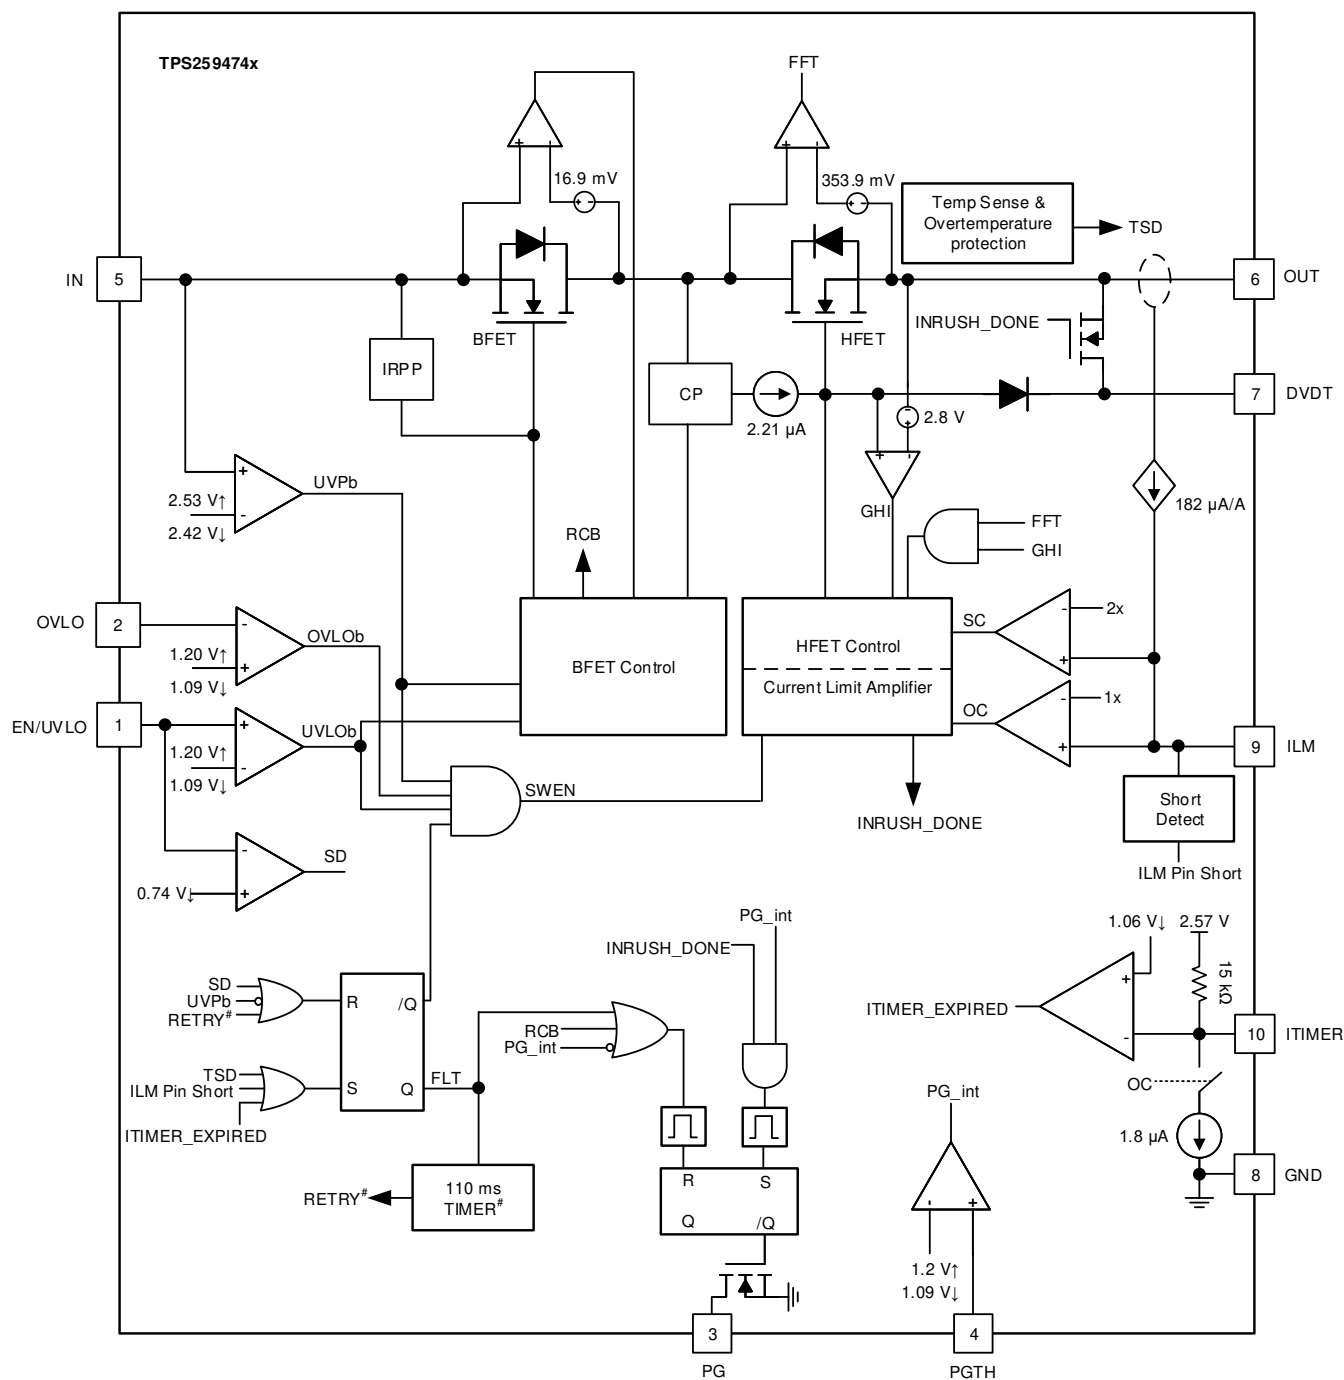 TPS259474x
FFT
16.9 mV
353.9 mV
Temp Sense &
Overtemperature
protection
TSD
IN
5
6
OUT
BFET
HFET
INRUSH_DONE
IRPP
CP
2.21 µA
2.8 V
7
DVDT
+
UVPb
2.53 V↑
-
2.42 V↓
GHI
182 µA/A
RCB
FFT
GHI
OVLO
2
-
OVLOb
1.20 V↑
+
1.09 V↓
BFET Control
HFET Control
Current Limit Amplifier
SC
-
2x
+
EN/UVLO
1
+
UVLOb
1.20 V↑
-
1.09 V↓
OC
-
1x
+
9
ILM
SWEN
INRUSH_DONE
Short
Detect
ILM Pin Short
-
SD
0.74 V↓
+
PG_int
INRUSH_DONE
1.06 V↓
2.57 V
15 kΩ
+
ITIMER_EXPIRED
-
10
ITIMER
SD
UVPb
RETRY#
R
/Q
RCB
PG_int
TSD
ILM Pin Short
ITIMER_EXPIRED
S
Q
FLT
OC
PG_int
1.8 µA
8
GND
110 ms
TIMER#
RETRY#
R
S
Q
/Q
-
+
1.2 V↑
1.09 V↓
3
PG
4
PGTH